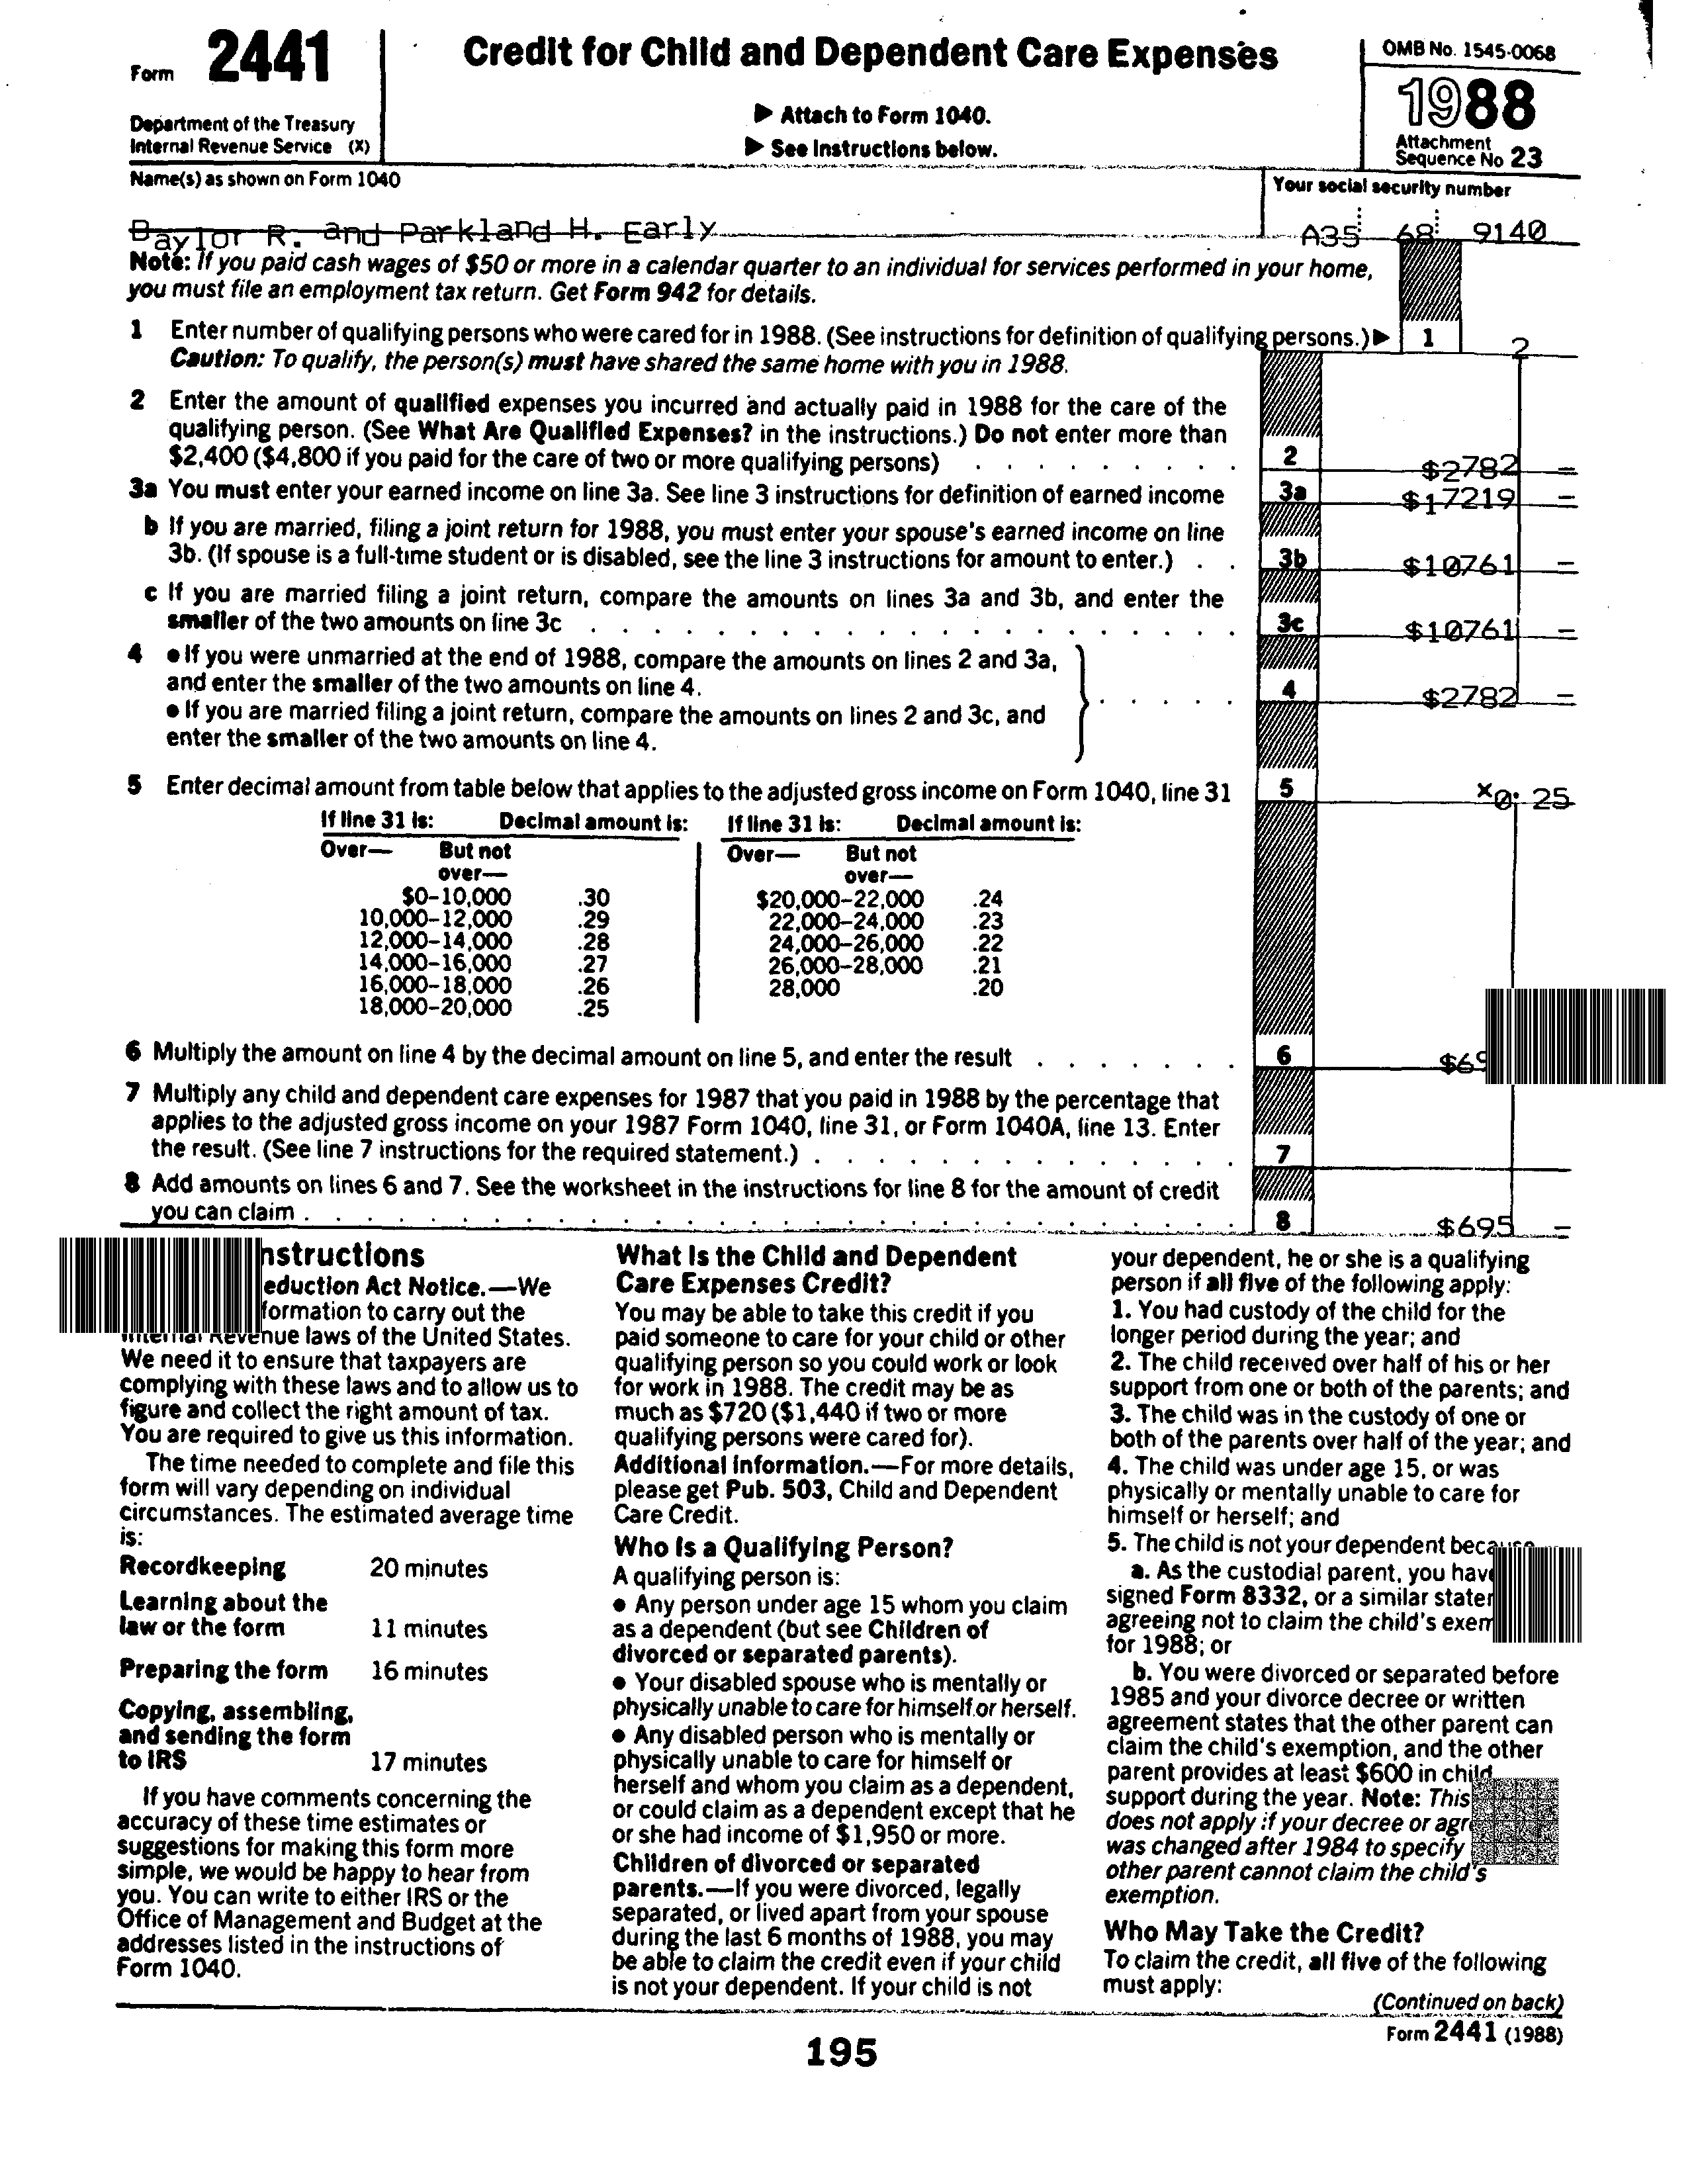 Form 2441
Credit for Child and Dependent Care Expenses
OMB No. 1545-0068
1988
Department of the Treasury
Internal Revenue Service (X)
▶ Attach to Form 1040.
▶ See Instructions below.
Attachment
Sequence No 23
Name(s) as shown on Form 1040
Your social security number
Baylor R. and Parkland H. Early
A35 68 9140
Note: If you paid cash wages of $50 or more in a calendar quarter to an individual for services performed in your home,
you must file an employment tax return. Get Form 942 for details.
1 Enter number of qualifying persons who were cared for in 1988. (See instructions for definition of qualifying persons.) ▶ 1 2
Caution: To qualify, the person(s) must have shared the same home with you in 1988.
2 Enter the amount of qualified expenses you incurred and actually paid in 1988 for the care of the
qualifying person. (See What Are Qualified Expenses? in the instructions.) Do not enter more than
$2,400 ($4,800 if you paid for the care of two or more qualifying persons) . . . . . . . . . 2 $2782 —
3a You must enter your earned income on line 3a. See line 3 instructions for definition of earned income 3a $17219 —
b If you are married, filing a joint return for 1988, you must enter your spouse's earned income on line
3b. (If spouse is a full-time student or is disabled, see the line 3 instructions for amount to enter.) . . 3b $10761 —
c If you are married filing a joint return, compare the amounts on lines 3a and 3b, and enter the
smaller of the two amounts on line 3c . . . . . . . . . . . . . . . . . . . . 3c $10761 —
4 ● If you were unmarried at the end of 1988, compare the amounts on lines 2 and 3a,
and enter the smaller of the two amounts on line 4.
4 $2782 —
● If you are married filing a joint return, compare the amounts on lines 2 and 3c, and
enter the smaller of the two amounts on line 4.
5 Enter decimal amount from table below that applies to the adjusted gross income on Form 1040, line 31 5 ×0. 25
If line 31 is: Decimal amount is: If line 31 is: Decimal amount is:
Over— But not over— Over— But not over—
$0–10,000 .30 $20,000–22,000 .24
10,000–12,000 .29 22,000–24,000 .23
12,000–14,000 .28 24,000–26,000 .22
14,000–16,000 .27 26,000–28,000 .21
16,000–18,000 .26 28,000 .20
18,000–20,000 .25
6 Multiply the amount on line 4 by the decimal amount on line 5, and enter the result . . . . . . . 6
7 Multiply any child and dependent care expenses for 1987 that you paid in 1988 by the percentage that
applies to the adjusted gross income on your 1987 Form 1040, line 31, or Form 1040A, line 13. Enter
the result. (See line 7 instructions for the required statement.) . . . . . . . . . . . . . . 7
8 Add amounts on lines 6 and 7. See the worksheet in the instructions for line 8 for the amount of credit
you can claim . . . . . . . . . . . . . . . . . . . . . . . . . . . . . 8 $695 —
nstructions
eduction Act Notice.—We
formation to carry out the
Internal Revenue laws of the United States.
We need it to ensure that taxpayers are
complying with these laws and to allow us to
figure and collect the right amount of tax.
You are required to give us this information.
The time needed to complete and file this
form will vary depending on individual
circumstances. The estimated average time
is:
Recordkeeping 20 minutes
Learning about the
law or the form 11 minutes
Preparing the form 16 minutes
Copying, assembling,
and sending the form
to IRS 17 minutes
If you have comments concerning the
accuracy of these time estimates or
suggestions for making this form more
simple, we would be happy to hear from
you. You can write to either IRS or the
Office of Management and Budget at the
addresses listed in the instructions of
Form 1040.
What Is the Child and Dependent
Care Expenses Credit?
You may be able to take this credit if you
paid someone to care for your child or other
qualifying person so you could work or look
for work in 1988. The credit may be as
much as $720 ($1,440 if two or more
qualifying persons were cared for).
Additional Information.—For more details,
please get Pub. 503, Child and Dependent
Care Credit.
Who Is a Qualifying Person?
A qualifying person is:
● Any person under age 15 whom you claim
as a dependent (but see Children of
divorced or separated parents).
● Your disabled spouse who is mentally or
physically unable to care for himself or herself.
● Any disabled person who is mentally or
physically unable to care for himself or
herself and whom you claim as a dependent,
or could claim as a dependent except that he
or she had income of $1,950 or more.
Children of divorced or separated
parents.—If you were divorced, legally
separated, or lived apart from your spouse
during the last 6 months of 1988, you may
be able to claim the credit even if your child
is not your dependent. If your child is not
your dependent, he or she is a qualifying
person if all five of the following apply:
1. You had custody of the child for the
longer period during the year; and
2. The child received over half of his or her
support from one or both of the parents; and
3. The child was in the custody of one or
both of the parents over half of the year; and
4. The child was under age 15, or was
physically or mentally unable to care for
himself or herself; and
5. The child is not your dependent because
a. As the custodial parent, you have
signed Form 8332, or a similar
agreeing not to claim the child's
for 1988; or
b. You were divorced or separated before
1985 and your divorce decree or written
agreement states that the other parent can
claim the child's exemption, and the other
parent provides at least $600 in child
support during the year. Note: This
does not apply if your decree or
was changed after 1984 to specify
other parent cannot claim the child's
exemption.
Who May Take the Credit?
To claim the credit, all five of the following
must apply:
(Continued on back)
Form 2441 (1988)
195